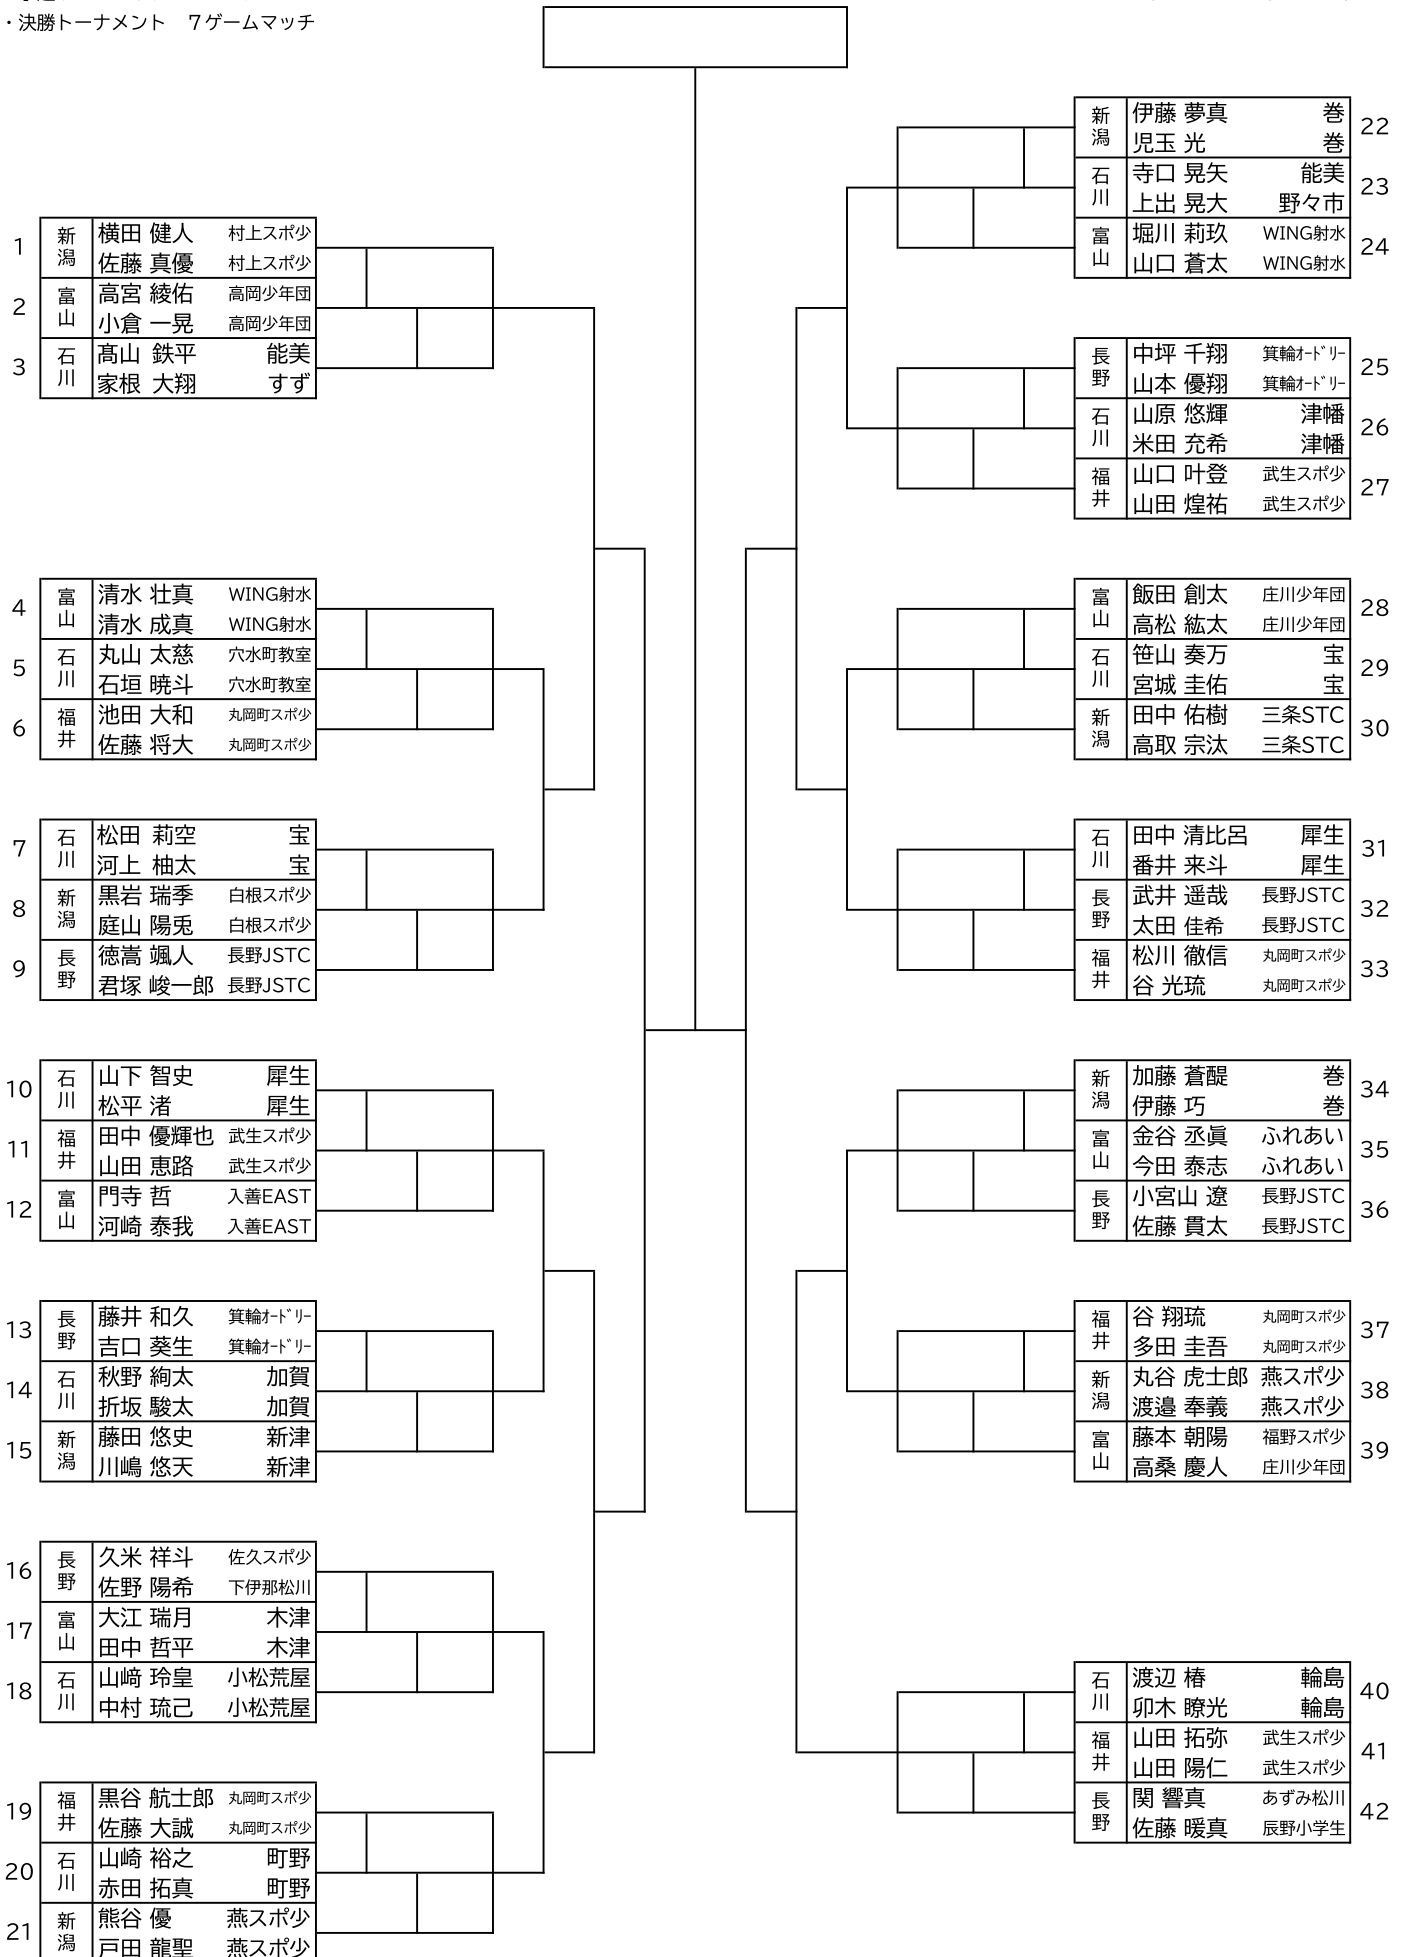 ・決勝トーナメント　７ゲームマッチ
1 新潟 横田 健人 村上スポ少
佐藤 真優 村上スポ少
2 富山 高宮 綾佑 高岡少年団
小倉 一晃 高岡少年団
3 石川 髙山 鉄平 能美
家根 大翔 すず
4 富山 清水 壮真 WING射水
清水 成真 WING射水
5 石川 丸山 太慈 穴水町教室
石垣 暁斗 穴水町教室
6 福井 池田 大和 丸岡町スポ少
佐藤 将大 丸岡町スポ少
7 石川 松田 莉空 宝
河上 柚太 宝
8 新潟 黒岩 瑞季 白根スポ少
庭山 陽兎 白根スポ少
9 長野 徳嵩 颯人 長野JSTC
君塚 峻一郎 長野JSTC
10 石川 山下 智史 犀生
松平 渚 犀生
11 福井 田中 優輝也 武生スポ少
山田 恵路 武生スポ少
12 富山 門寺 哲 入善EAST
河崎 泰我 入善EAST
13 長野 藤井 和久 箕輪ｵｰﾄﾞﾘｰ
吉口 葵生 箕輪ｵｰﾄﾞﾘｰ
14 石川 秋野 絢太 加賀
折坂 駿太 加賀
15 新潟 藤田 悠史 新津
川嶋 悠天 新津
16 長野 久米 祥斗 佐久スポ少
佐野 陽希 下伊那松川
17 富山 大江 瑞月 木津
田中 哲平 木津
18 石川 山﨑 玲皇 小松荒屋
中村 琉己 小松荒屋
19 福井 黒谷 航士郎 丸岡町スポ少
佐藤 大誠 丸岡町スポ少
20 石川 山崎 裕之 町野
赤田 拓真 町野
21 新潟 熊谷 優 燕スポ少
戸田 龍聖 燕スポ少
新潟 伊藤 夢真 巻 22
児玉 光 巻
石川 寺口 晃矢 能美 23
上出 晃大 野々市
富山 堀川 莉玖 WING射水 24
山口 蒼太 WING射水
長野 中坪 千翔 箕輪ｵｰﾄﾞﾘｰ 25
山本 優翔 箕輪ｵｰﾄﾞﾘｰ
石川 山原 悠輝 津幡 26
米田 充希 津幡
福井 山口 叶登 武生スポ少 27
山田 煌祐 武生スポ少
富山 飯田 創太 庄川少年団 28
高松 紘太 庄川少年団
石川 笹山 奏万 宝 29
宮城 圭佑 宝
新潟 田中 佑樹 三条STC 30
高取 宗汰 三条STC
石川 田中 清比呂 犀生 31
番井 来斗 犀生
長野 武井 遥哉 長野JSTC 32
太田 佳希 長野JSTC
福井 松川 徹信 丸岡町スポ少 33
谷 光琉 丸岡町スポ少
新潟 加藤 蒼醍 巻 34
伊藤 巧 巻
富山 金谷 丞眞 ふれあい 35
今田 泰志 ふれあい
長野 小宮山 遼 長野JSTC 36
佐藤 貫太 長野JSTC
福井 谷 翔琉 丸岡町スポ少 37
多田 圭吾 丸岡町スポ少
新潟 丸谷 虎士郎 燕スポ少 38
渡邉 奉義 燕スポ少
富山 藤本 朝陽 福野スポ少 39
高桑 慶人 庄川少年団
石川 渡辺 椿 輪島 40
卯木 瞭光 輪島
福井 山田 拓弥 武生スポ少 41
山田 陽仁 武生スポ少
長野 関 響真 あずみ松川 42
佐藤 暖真 辰野小学生